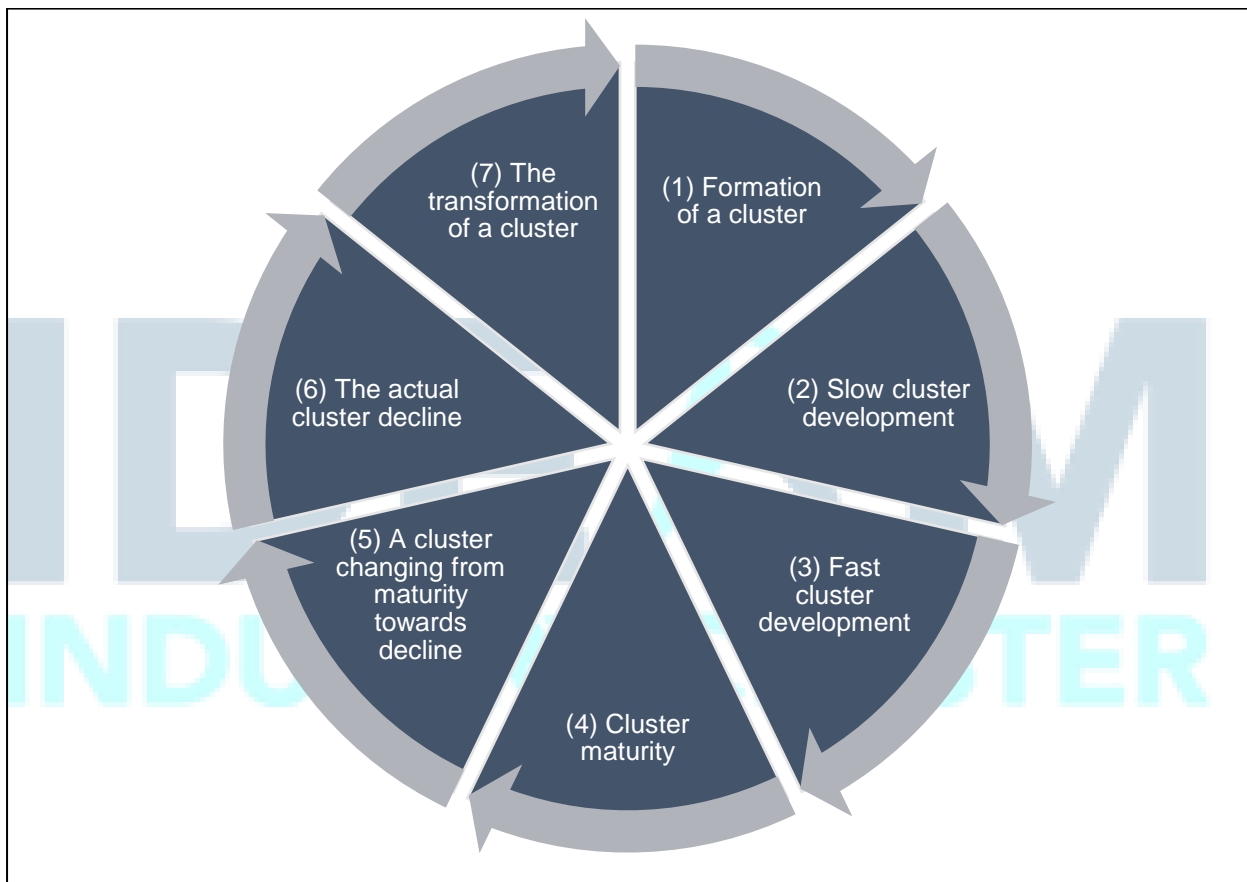 (1) Formation
of a cluster
(2) Slow cluster
development
(3) Fast
cluster
development
(4) Cluster
maturity
(5) A cluster
changing from
maturity
towards
decline
(6) The actual
cluster decline
(7) The
transformation
of a cluster